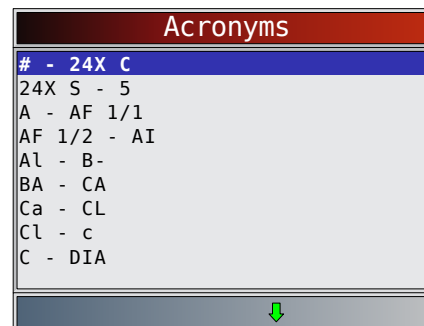 Acronyms
# - 24X C
24X S - 5
A - AF 1/1
AF 1/2 - AI
Al - B-
BA - CA
Ca - CL
Cl - c
C - DIA